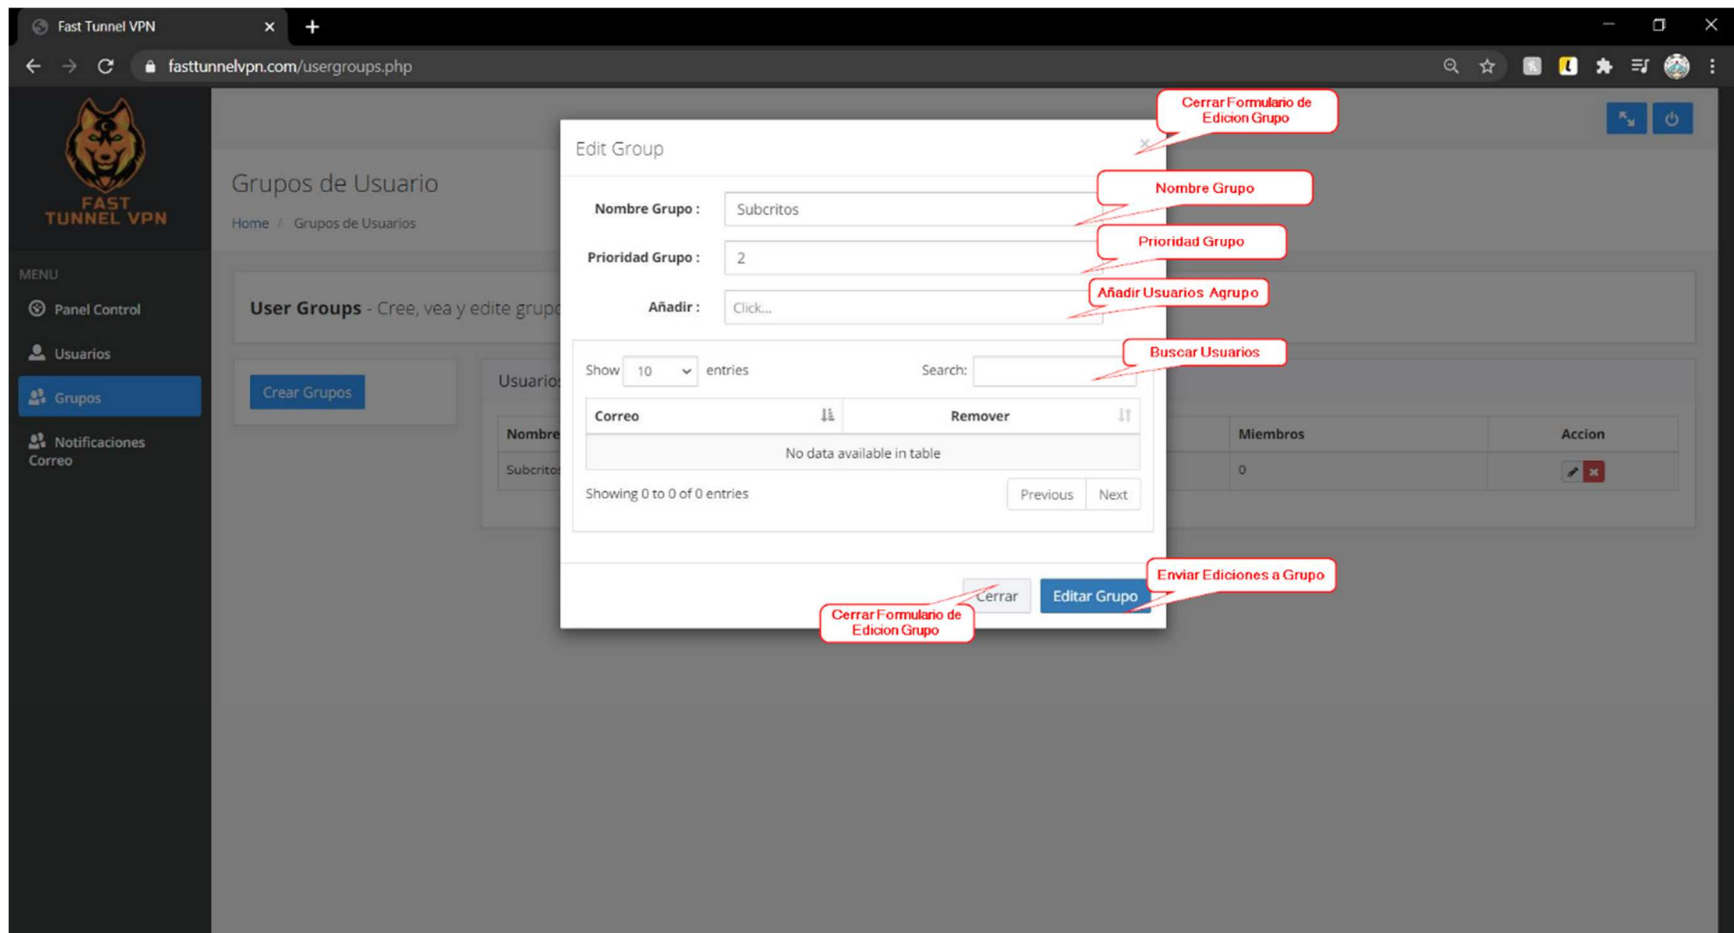 Fast Tunnel VPN
fasttunnelvpn.com/usergroups.php
FAST
TUNNEL VPN
MENU
Panel Control
Usuarios
Grupos
Notificaciones
Correo
Grupos de Usuario
Home / Grupos de Usuarios
User Groups - Cree, vea y edite grupo
Crear Grupos
Usuarios
Nombre
Miembros
Accion
Subcritos
0
Edit Group
Cerrar Formulario de
Edicion Grupo
Nombre Grupo :
Subcritos
Nombre Grupo
Prioridad Grupo :
2
Prioridad Grupo
Añadir :
Click...
Añadir Usuarios Agrupo
Show 10 entries
Search:
Buscar Usuarios
Correo
Remover
No data available in table
Showing 0 to 0 of 0 entries
Previous
Next
Cerrar
Editar Grupo
Enviar Ediciones a Grupo
Cerrar Formulario de
Edicion Grupo